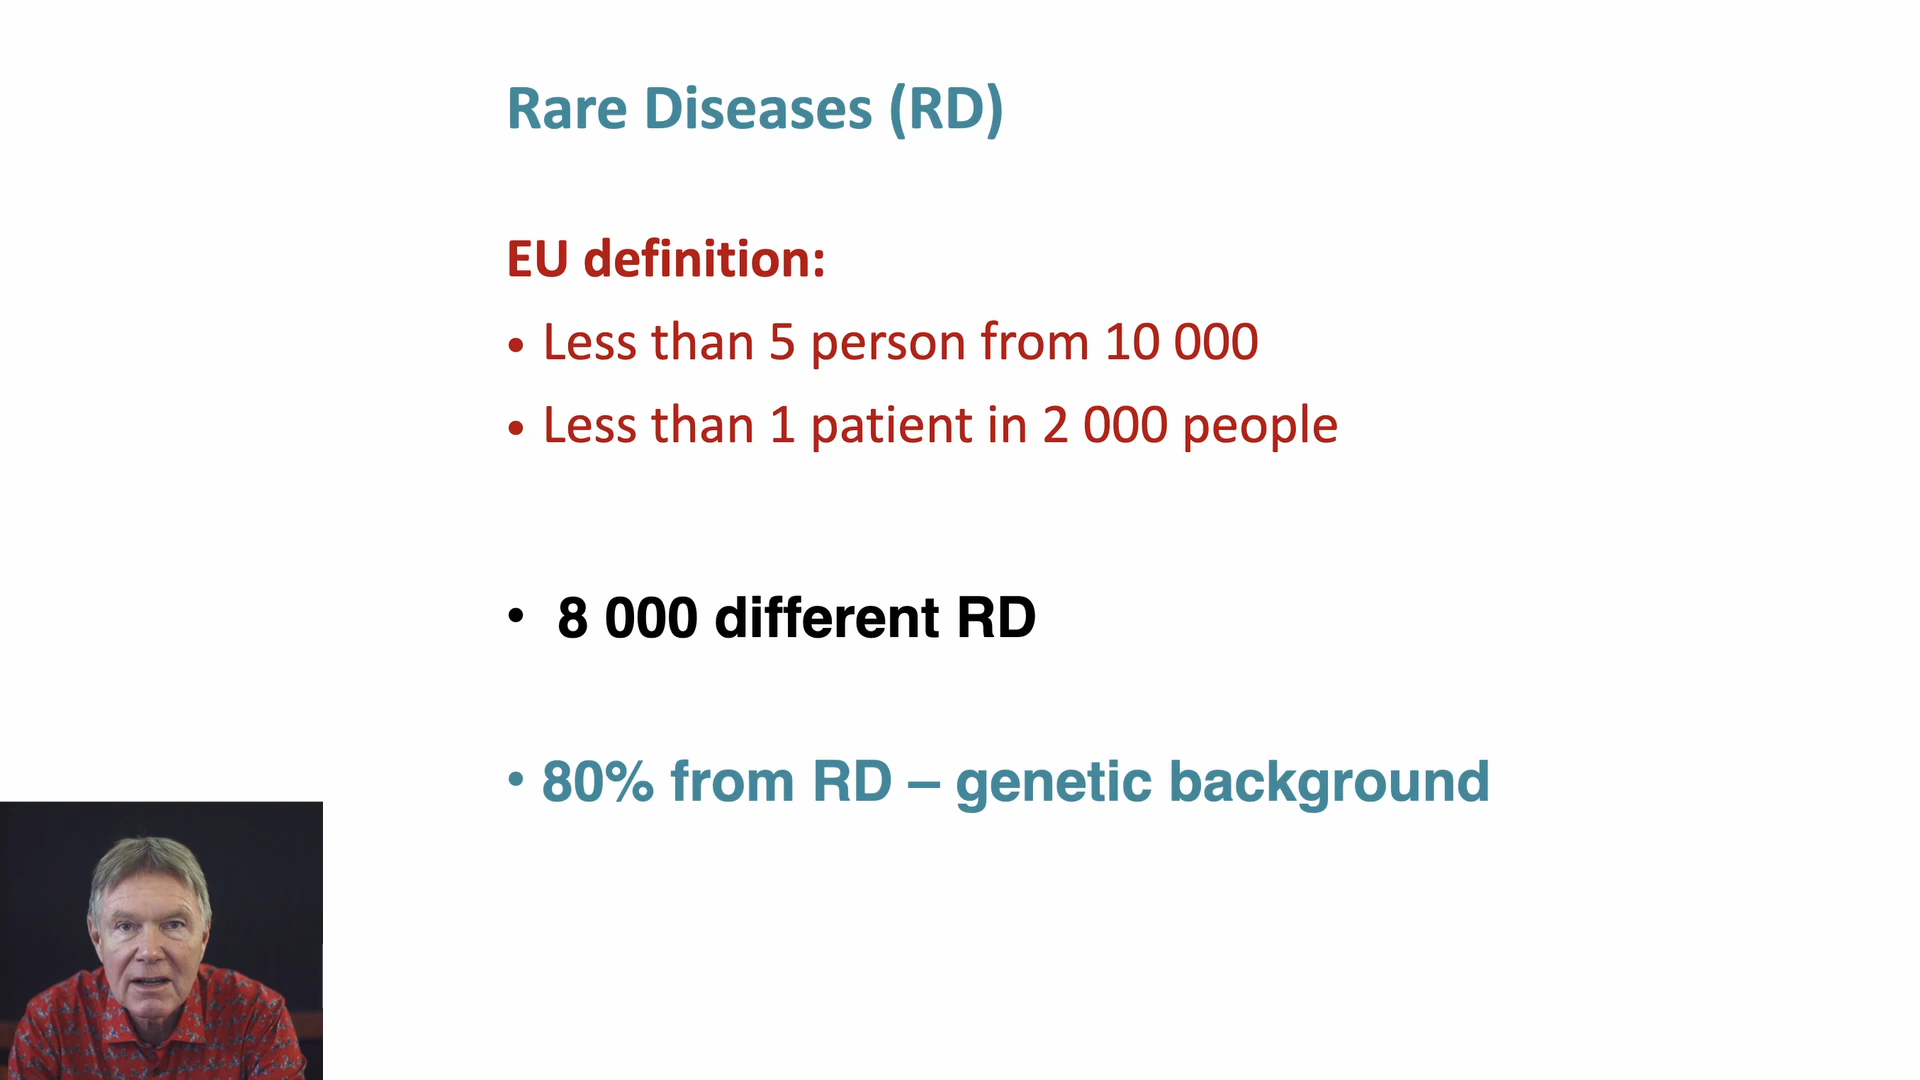 Rare Diseases (RD)
EU definition:
• Less than 5 person from 10 000
• Less than 1 patient in 2 000 people
• 8 000 different RD
• 80% from RD – genetic background